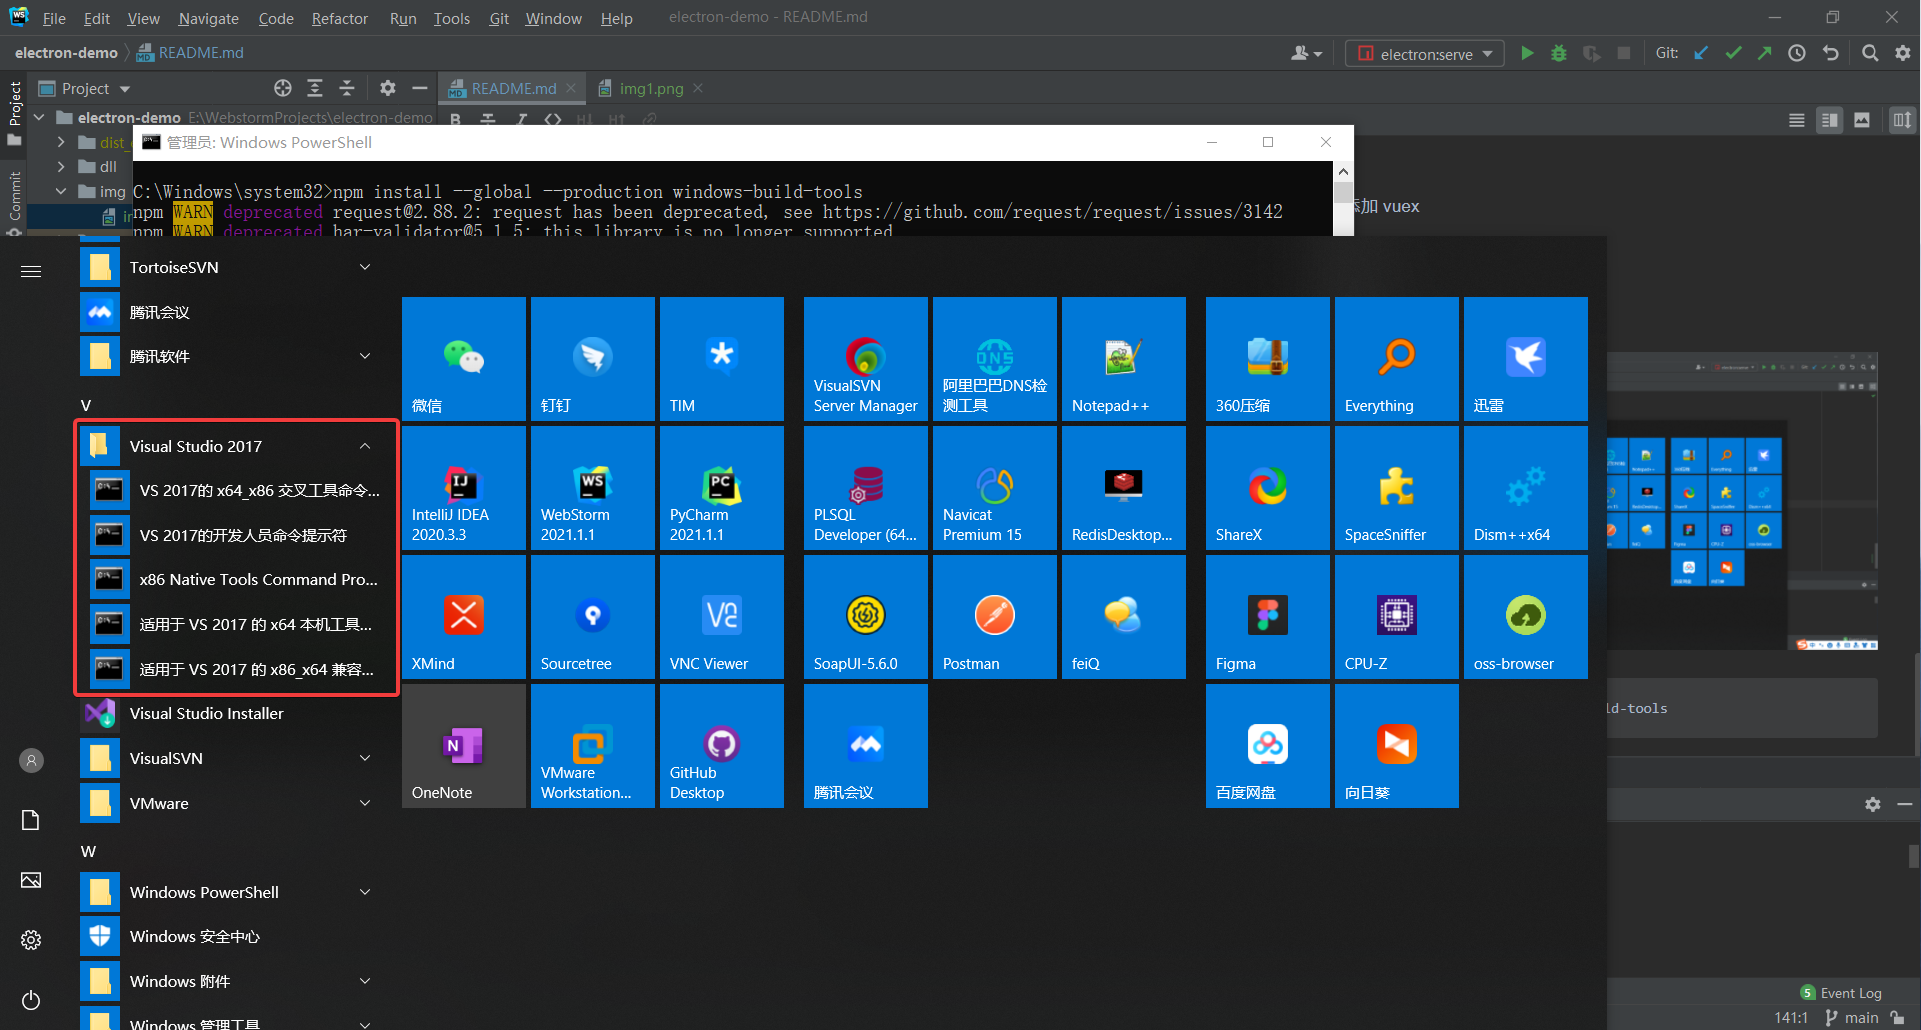 File Edit View Navigate Code Refactor Run Tools Git Window Help electron-demo - README.md
electron-demo README.md
electron:serve Git:
Project
Project
README.md
img1.png
electron-demo E:\WebstormProjects\electron-demo
dll
img
Commit
管理员: Windows PowerShell
C:\Windows\system32>npm install --global --production windows-build-tools
npm WARN deprecated request@2.88.2: request has been deprecated, see https://github.com/request/request/issues/3142
npm WARN deprecated har-validator@5.1.5: this library is no longer supported
添加 vuex
TortoiseSVN
腾讯会议
腾讯软件
V
Visual Studio 2017
VS 2017的 x64_x86 交叉工具命令...
VS 2017的开发人员命令提示符
x86 Native Tools Command Pro...
适用于 VS 2017 的 x64 本机工具...
适用于 VS 2017 的 x86_x64 兼容...
Visual Studio Installer
VisualSVN
VMware
W
Windows PowerShell
Windows 安全中心
Windows 附件
Windows 管理工具
微信
钉钉
TIM
VisualSVN
Server Manager
阿里巴巴DNS检
测工具
Notepad++
360压缩
Everything
迅雷
IntelliJ IDEA
2020.3.3
WebStorm
2021.1.1
PyCharm
2021.1.1
PLSQL
Developer (64...
Navicat
Premium 15
RedisDesktop...
ShareX
SpaceSniffer
Dism++x64
XMind
Sourcetree
VNC Viewer
SoapUI-5.6.0
Postman
feiQ
Figma
CPU-Z
oss-browser
OneNote
VMware
Workstation...
GitHub
Desktop
腾讯会议
百度网盘
向日葵
ld-tools
5 Event Log
141:1 main